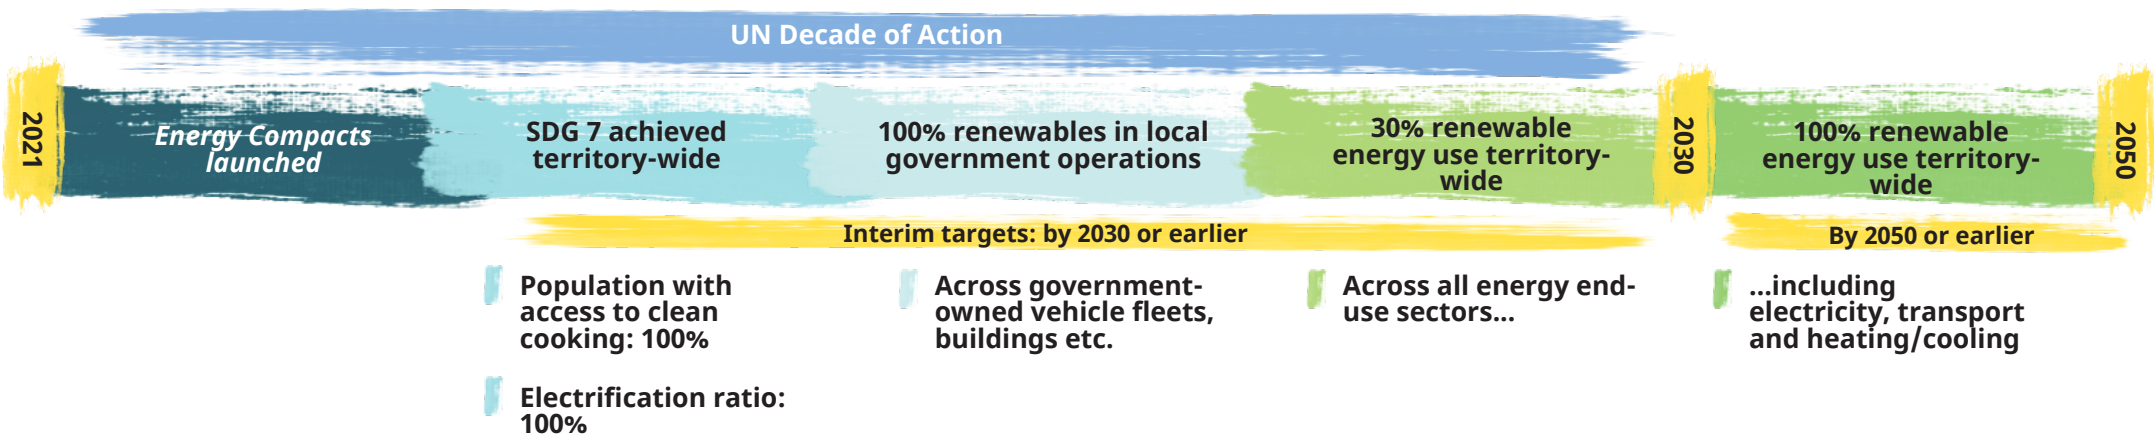 UN Decade of Action
2021
Energy Compacts
launched
SDG 7 achieved
territory-wide
100% renewables in local
government operations
30% renewable
energy use territory-
wide
2030
100% renewable
energy use territory-
wide
2050
Interim targets: by 2030 or earlier
By 2050 or earlier
Population with
access to clean
cooking: 100%
Electrification ratio:
100%
Across government-
owned vehicle fleets,
buildings etc.
Across all energy end-
use sectors...
...including
electricity, transport
and heating/cooling